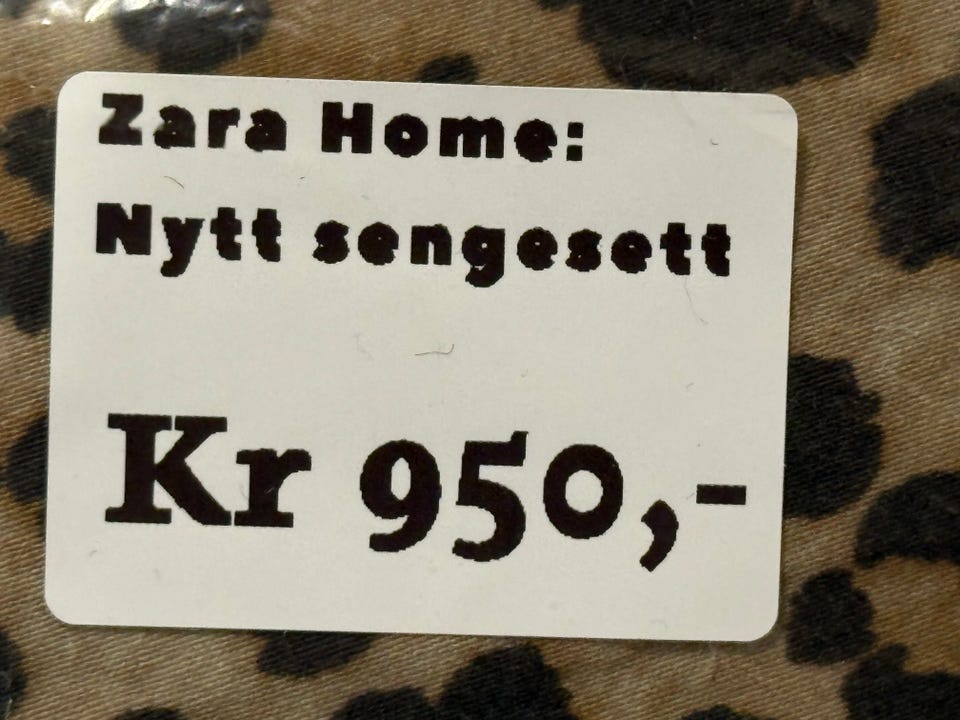 Zara Home:
Nytt sengesett
Kr 950,-